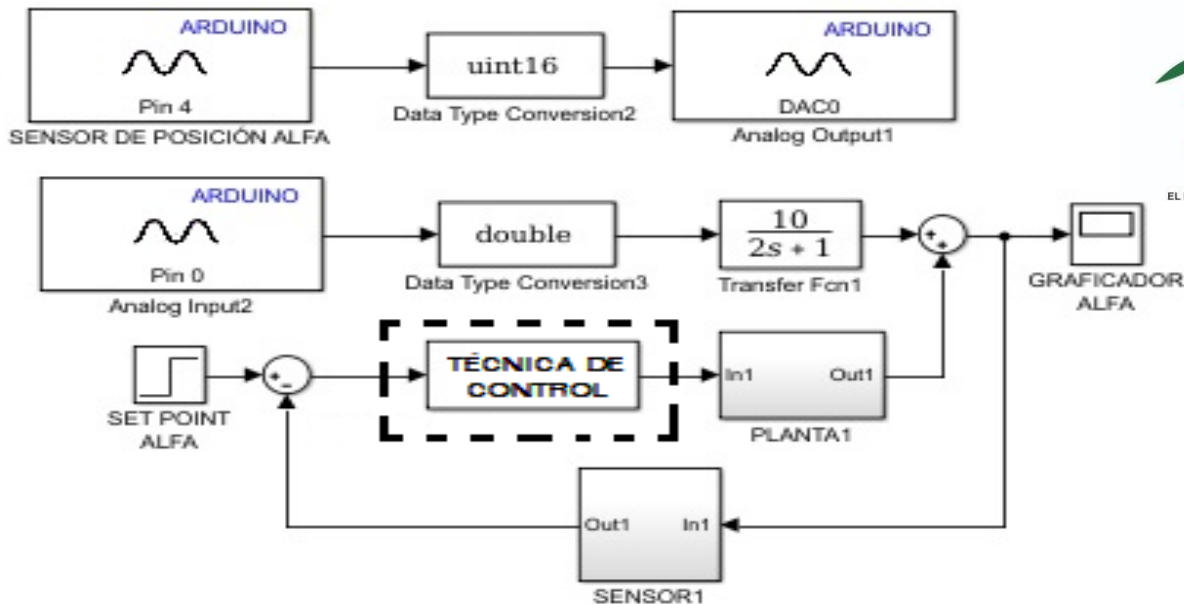 ARDUINO
Pin 4
SENSOR DE POSICIÓN ALFA
uint16
Data Type Conversion2
ARDUINO
DAC0
Analog Output1
EL
ARDUINO
Pin 0
Analog Input2
double
Data Type Conversion3
10
2s + 1
Transfer Fcn1
+
+
GRAFICADOR
ALFA
SET POINT
ALFA
+
-
TÉCNICA DE
CONTROL
In1 Out1
PLANTA1
Out1 In1
SENSOR1